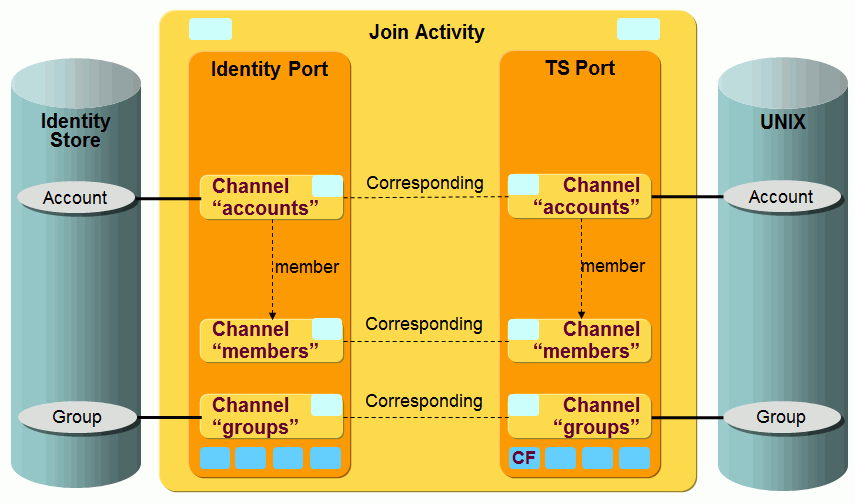 Join Activity
Identity Port
TS Port
Identity
Store
UNIX
Account
Channel
“accounts”
Corresponding
Channel
“accounts”
Account
member
member
Channel
“members”
Corresponding
Channel
“members”
Group
Channel
“groups”
Corresponding
Channel
“groups”
Group
CF